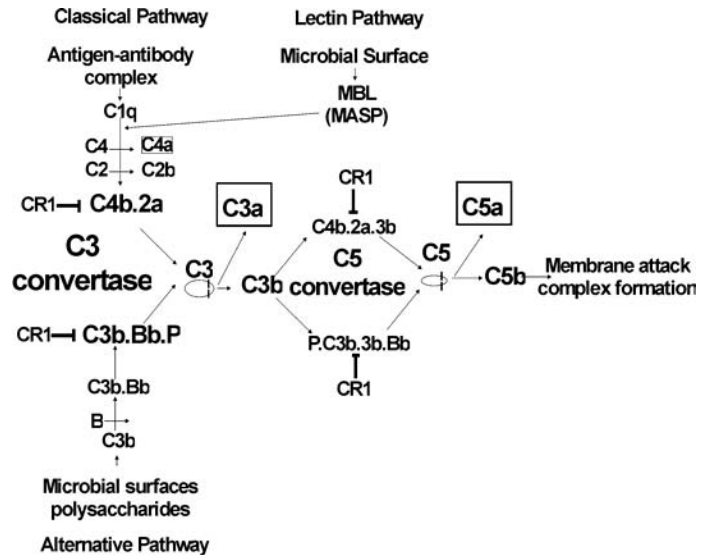 Classical Pathway
Lectin Pathway
Antigen-antibody
complex
Microbial Surface
C1q
MBL
(MASP)
C4
C4a
C2
C2b
CR1
C4b.2a
C3a
CR1
C4b.2a.3b
C5a
C3
convertase
C3
C3b
C5
convertase
C5
C5b
Membrane attack
complex formation
CR1
C3b.Bb.P
P.C3b.3b.Bb
CR1
C3b.Bb
B
C3b
Microbial surfaces
polysaccharides
Alternative Pathway